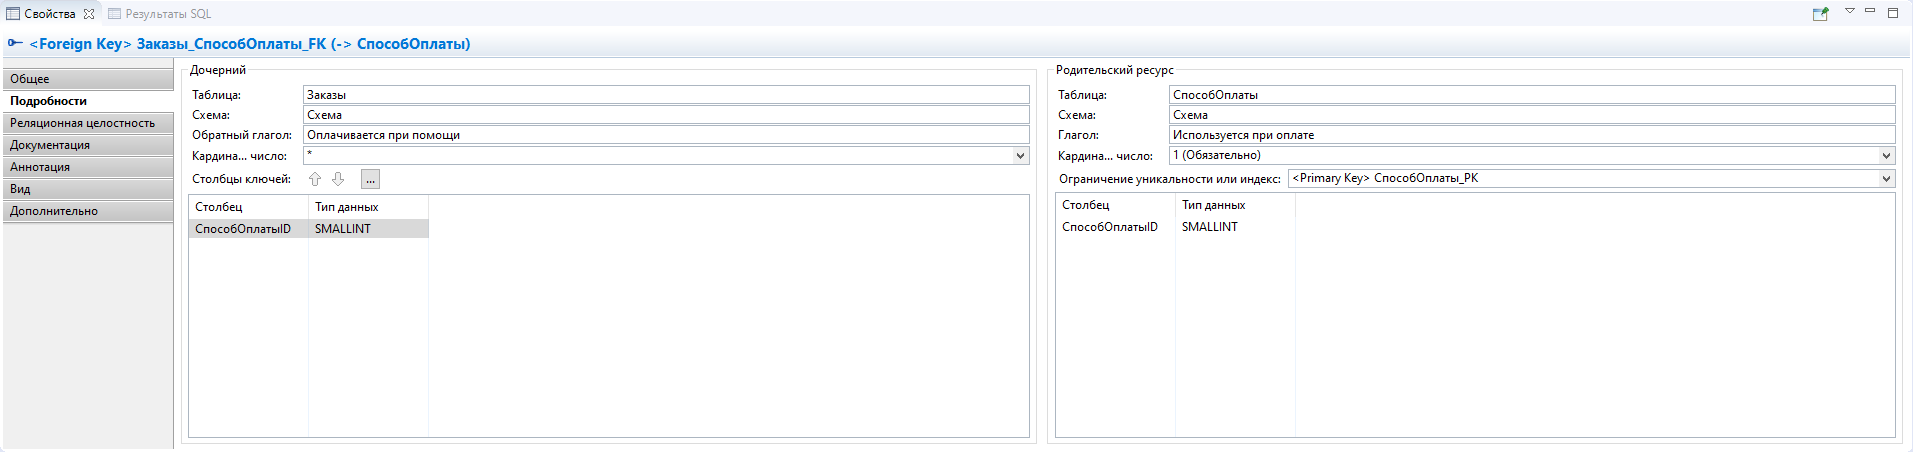 Свойства
Результаты SQL
<Foreign Key> Заказы_СпособОплаты_FK (-> СпособОплаты)
Общее
Подробности
Реляционная целостность
Документация
Аннотация
Вид
Дополнительно
Дочерний
Таблица: Заказы
Схема: Схема
Обратный глагол: Оплачивается при помощи
Кардина... число: *
Столбцы ключей: ...
Столбец Тип данных
СпособОплатыID SMALLINT
Родительский ресурс
Таблица: СпособОплаты
Схема: Схема
Глагол: Используется при оплате
Кардина... число: 1 (Обязательно)
Ограничение уникальности или индекс: <Primary Key> СпособОплаты_PK
Столбец Тип данных
СпособОплатыID SMALLINT